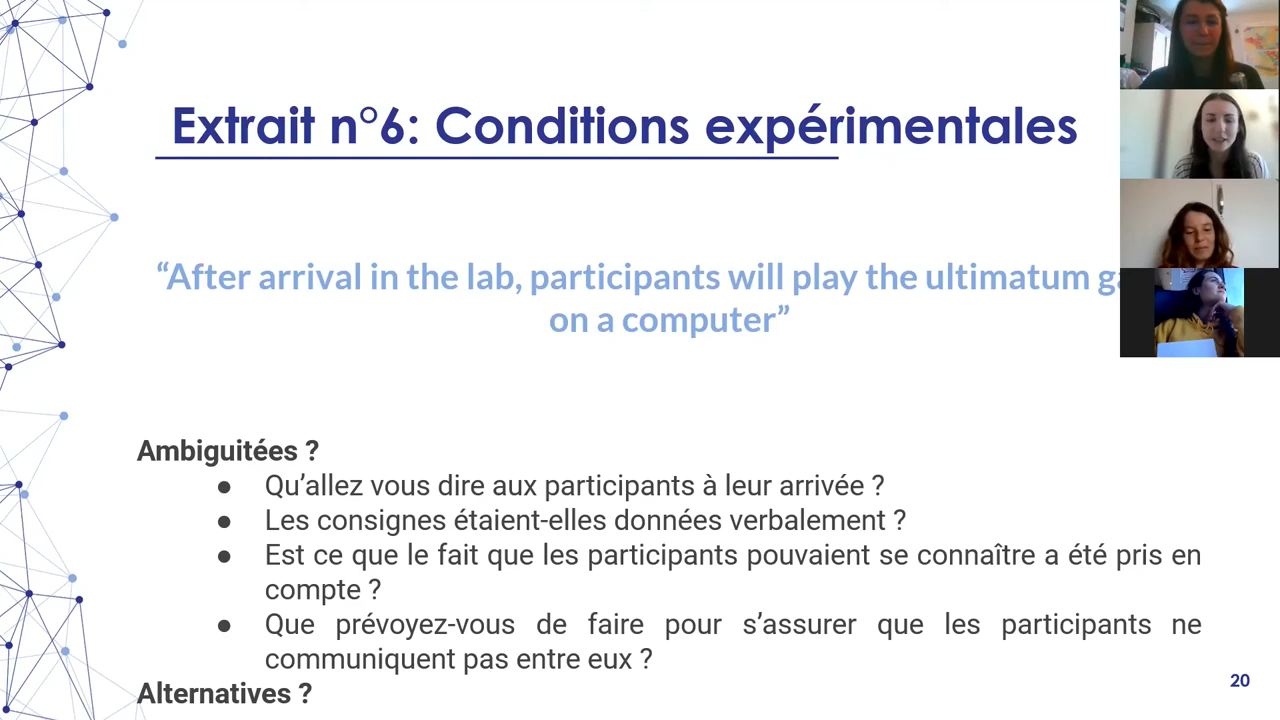 Extrait n°6: Conditions expérimentales
“After arrival in the lab, participants will play the ultimatum
on a computer”
Ambiguitées ?
● Qu’allez vous dire aux participants à leur arrivée ?
● Les consignes étaient-elles données verbalement ?
● Est ce que le fait que les participants pouvaient se connaître a été pris en
compte ?
● Que prévoyez-vous de faire pour s’assurer que les participants ne
communiquent pas entre eux ?
Alternatives ?
20